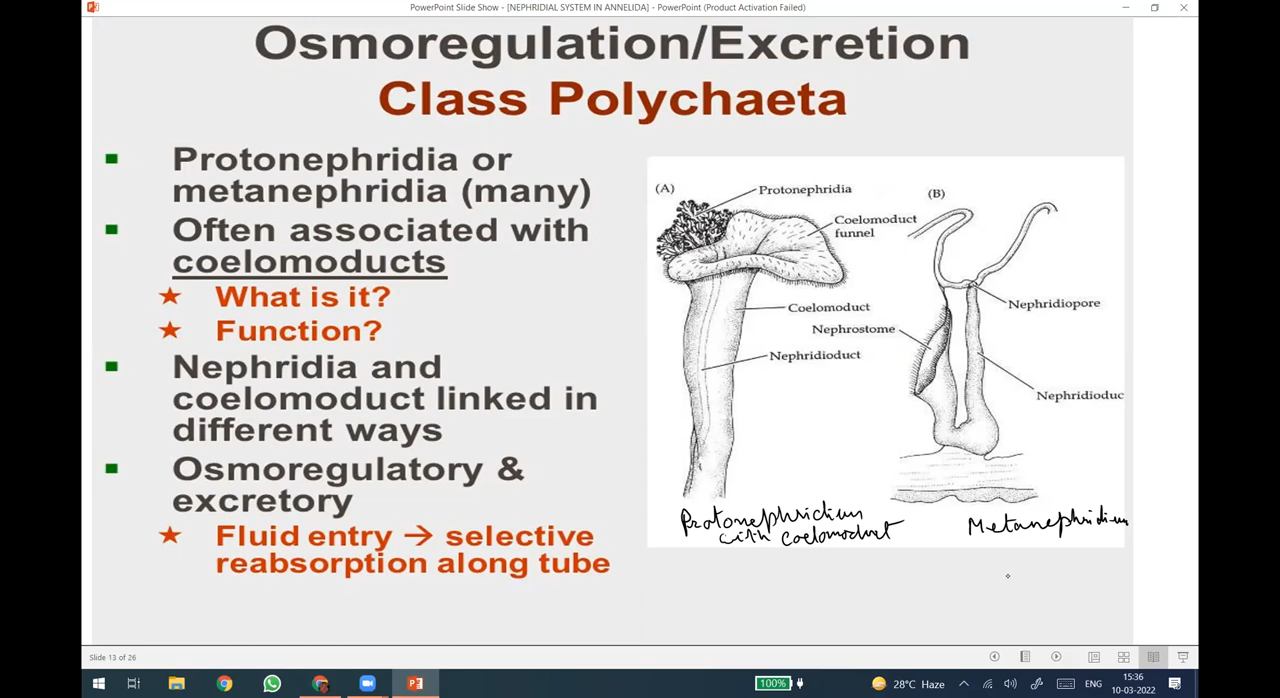 PowerPoint Slide Show - [NEPHRIDIAL SYSTEM IN ANNELIDA] - PowerPoint (Product Activation Failed)
Osmoregulation/Excretion
Class Polychaeta
Protonephridia or
metanephridia (many)
Often associated with
coelomoducts
What is it?
Function?
Nephridia and
coelomoduct linked in
different ways
Osmoregulatory &
excretory
Fluid entry → selective
reabsorption along tube
(A)
Protonephridia
Coelomoduct
funnel
Coelomoduct
Nephridioduct
(B)
Nephridiopore
Nephrostome
Nephridioduc
Protonephridium
with coelomoduct
Metanephridium
Slide 13 of 26
100%
28°C Haze
ENG
15:36
10-03-2022